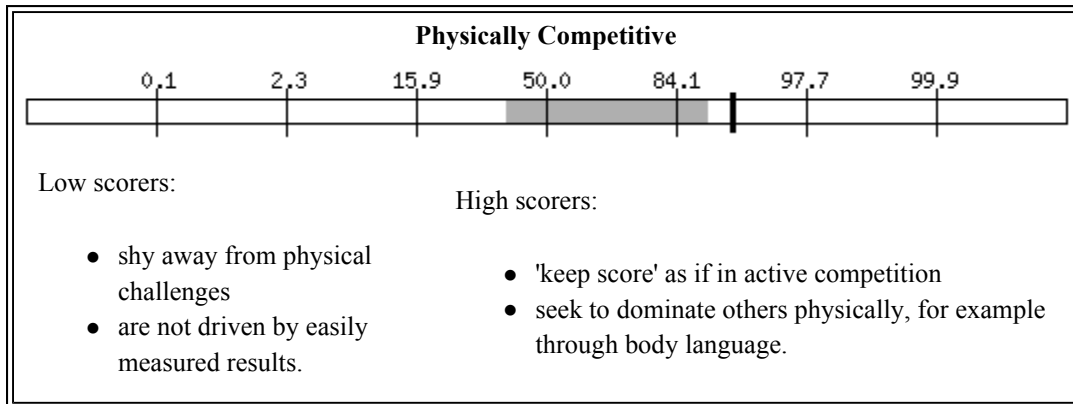 Physically Competitive
0.1 2.3 15.9 50.0 84.1 97.7 99.9
Low scorers:
● shy away from physical
challenges
● are not driven by easily
measured results.
High scorers:
● 'keep score' as if in active competition
● seek to dominate others physically, for example
through body language.